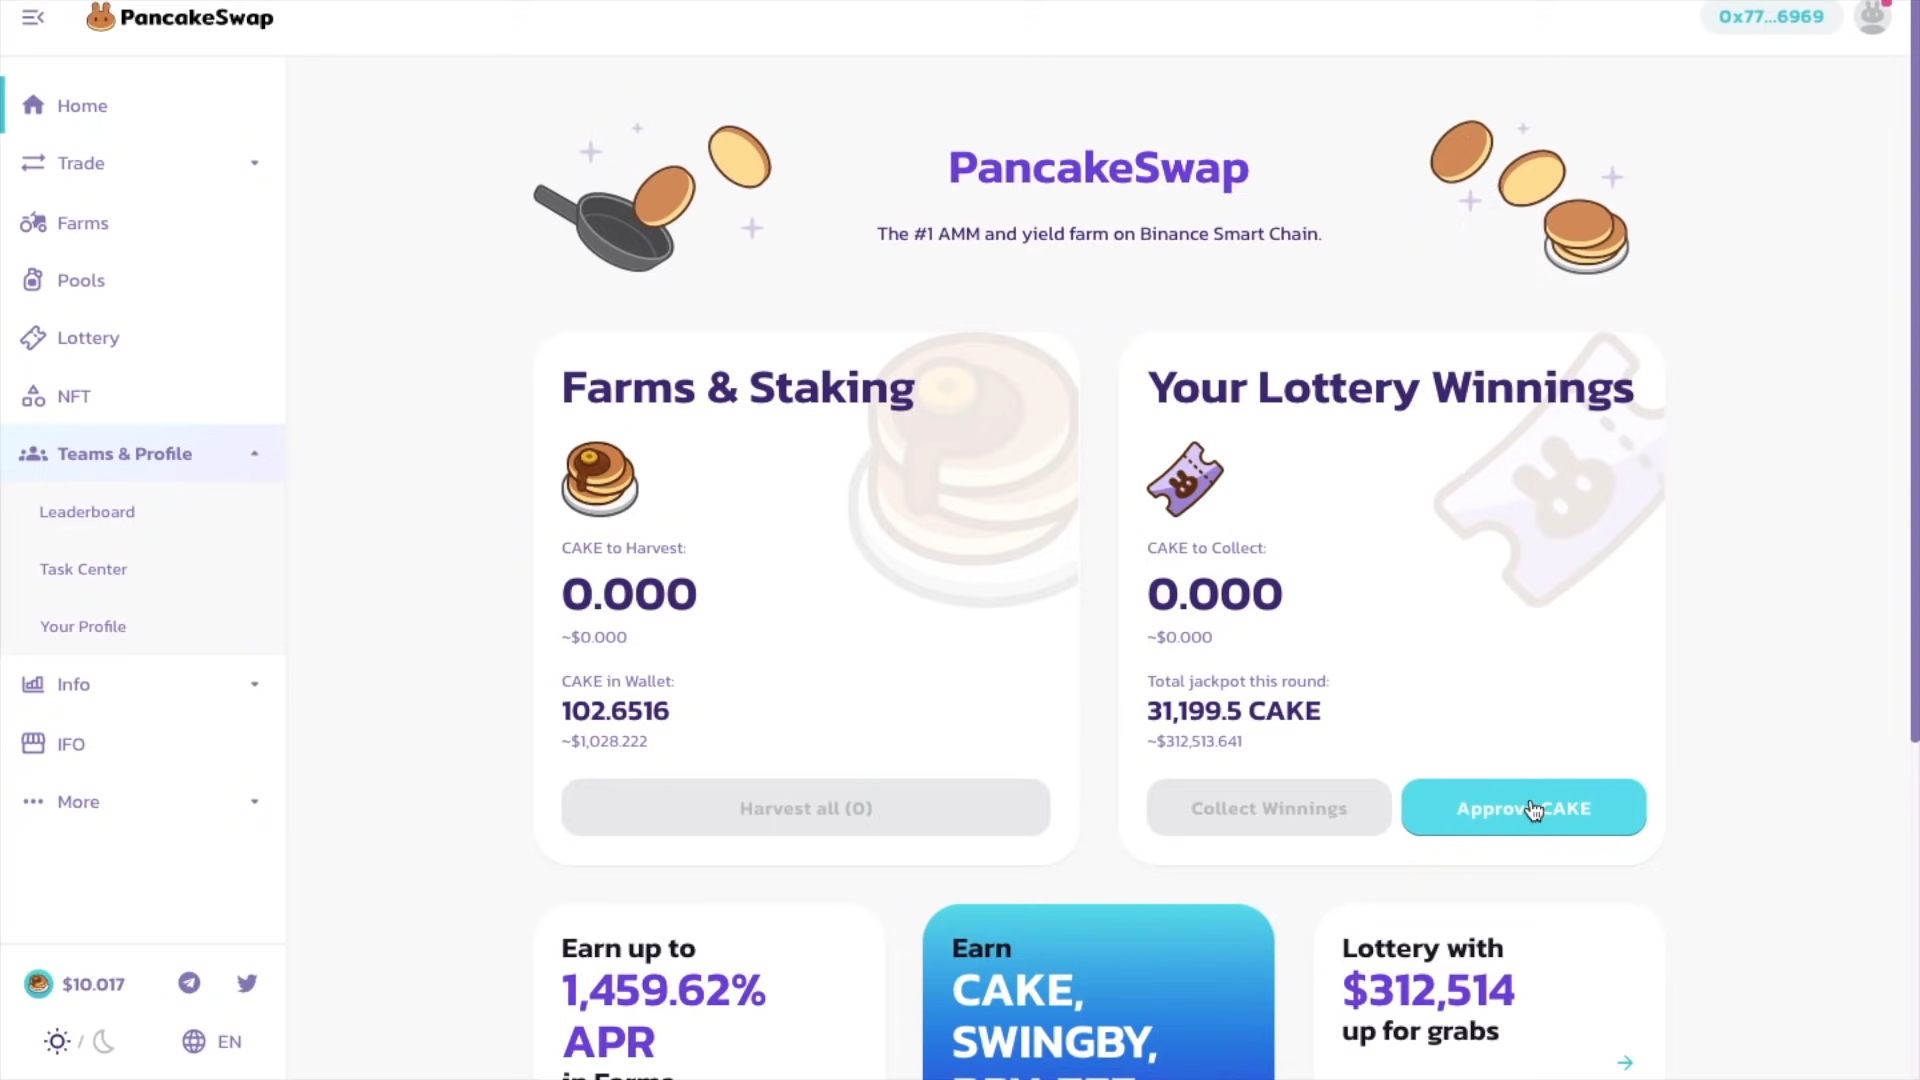 PancakeSwap
0x77...6969
Home
Trade
Farms
Pools
Lottery
NFT
Teams & Profile
Leaderboard
Task Center
Your Profile
Info
IFO
More
$10.017
/
EN
PancakeSwap
The #1 AMM and yield farm on Binance Smart Chain.
Farms & Staking
CAKE to Harvest:
0.000
~$0.000
CAKE in Wallet:
102.6516
~$1,028.222
Harvest all (0)
Your Lottery Winnings
CAKE to Collect:
0.000
~$0.000
Total jackpot this round:
31,199.5 CAKE
~$312,513.641
Collect Winnings
Approve CAKE
Earn up to
1,459.62%
APR
in Farms
Earn
CAKE,
SWINGBY,
Lottery with
$312,514
up for grabs